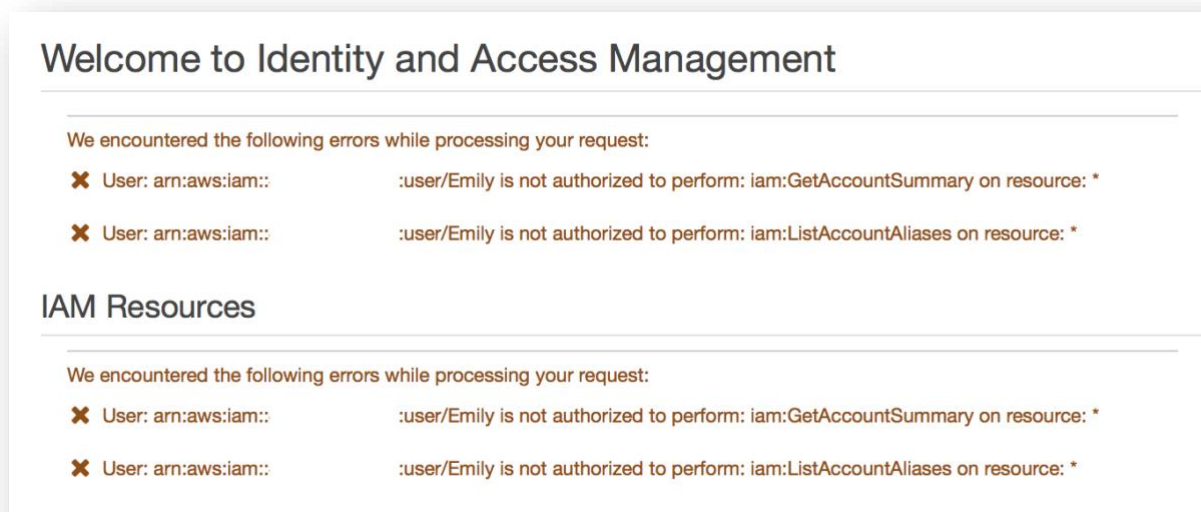 Welcome to Identity and Access Management
We encountered the following errors while processing your request:
✖ User: arn:aws:iam:: :user/Emily is not authorized to perform: iam:GetAccountSummary on resource: *
✖ User: arn:aws:iam:: :user/Emily is not authorized to perform: iam:ListAccountAliases on resource: *
IAM Resources
We encountered the following errors while processing your request:
✖ User: arn:aws:iam:: :user/Emily is not authorized to perform: iam:GetAccountSummary on resource: *
✖ User: arn:aws:iam:: :user/Emily is not authorized to perform: iam:ListAccountAliases on resource: *